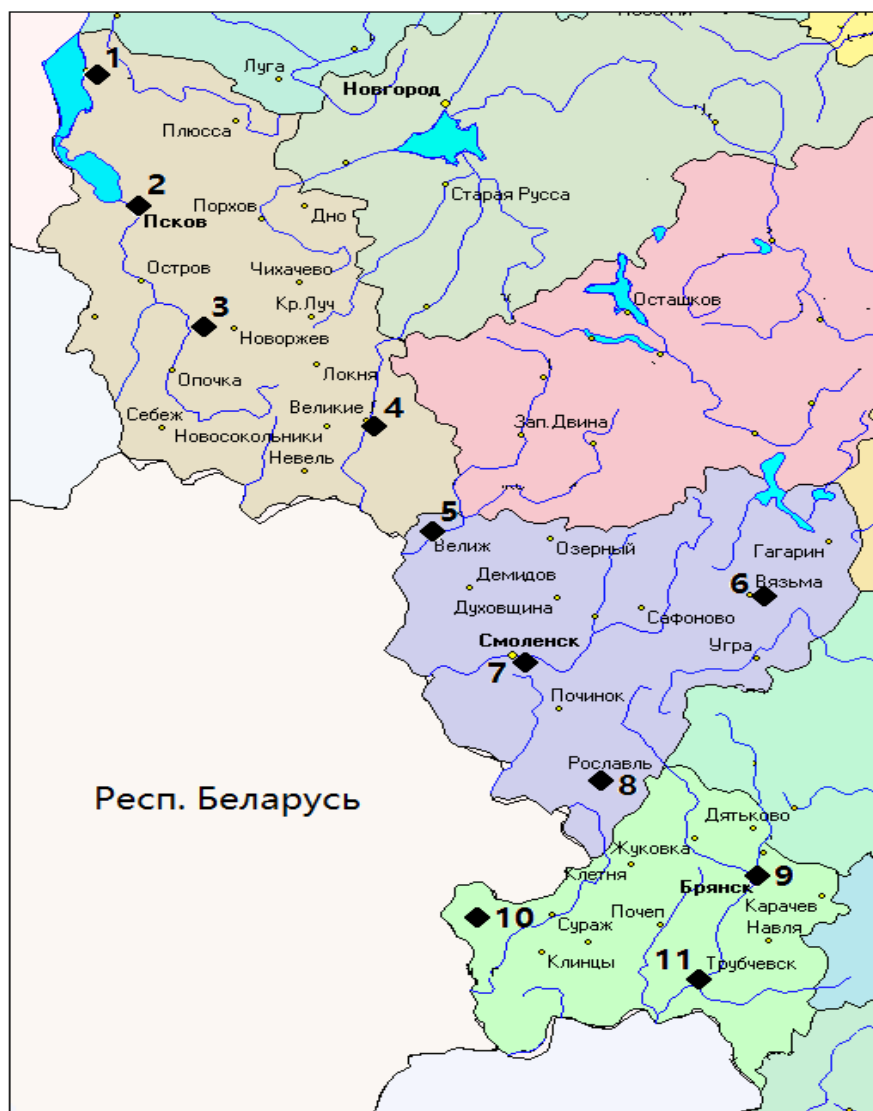 1
Луга
Новгород
Плюсса
2
Псков
Порхов
Дно
Старая Русса
Остров
Чихачево
3
Кр.Луч
Новоржев
Осташков
Опочка
Локня
Себеж
Великие
4
Новосокольники
Невель
Зап.Двина
5
Велиж
Озерный
Гагарин
Демидов
6
Вязьма
Духовщина
Сафоново
Смоленск
7
Угра
Починок
Рославль
8
Респ. Беларусь
Дятьково
Жуковка
Клетня
Брянск
9
Карачев
10
Сураж
Почеп
Навля
Клинцы
11
Трубчевск